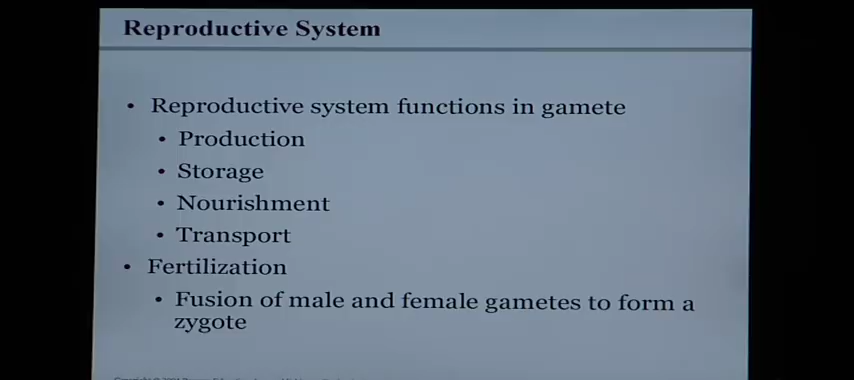 Reproductive System
• Reproductive system functions in gamete
• Production
• Storage
• Nourishment
• Transport
• Fertilization
• Fusion of male and female gametes to form a
zygote